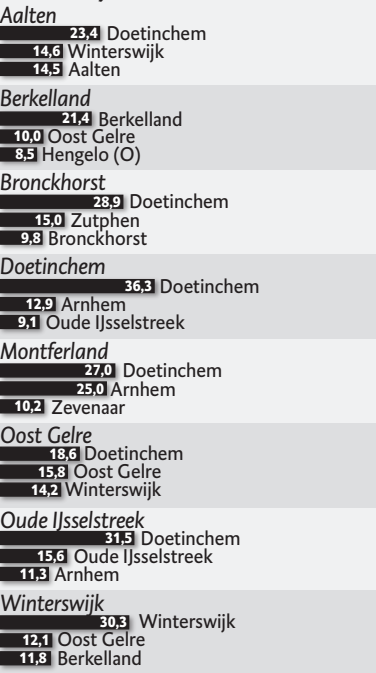 Aalten
23,4 Doetinchem
14,6 Winterswijk
14,5 Aalten
Berkelland
21,4 Berkelland
10,0 Oost Gelre
8,5 Hengelo (O)
Bronckhorst
28,9 Doetinchem
15,0 Zutphen
9,8 Bronckhorst
Doetinchem
36,3 Doetinchem
12,9 Arnhem
9,1 Oude IJsselstreek
Montferland
27,0 Doetinchem
25,0 Arnhem
10,2 Zevenaar
Oost Gelre
18,6 Doetinchem
15,8 Oost Gelre
14,2 Winterswijk
Oude IJsselstreek
31,5 Doetinchem
15,6 Oude IJsselstreek
11,3 Arnhem
Winterswijk
30,3 Winterswijk
12,1 Oost Gelre
11,8 Berkelland